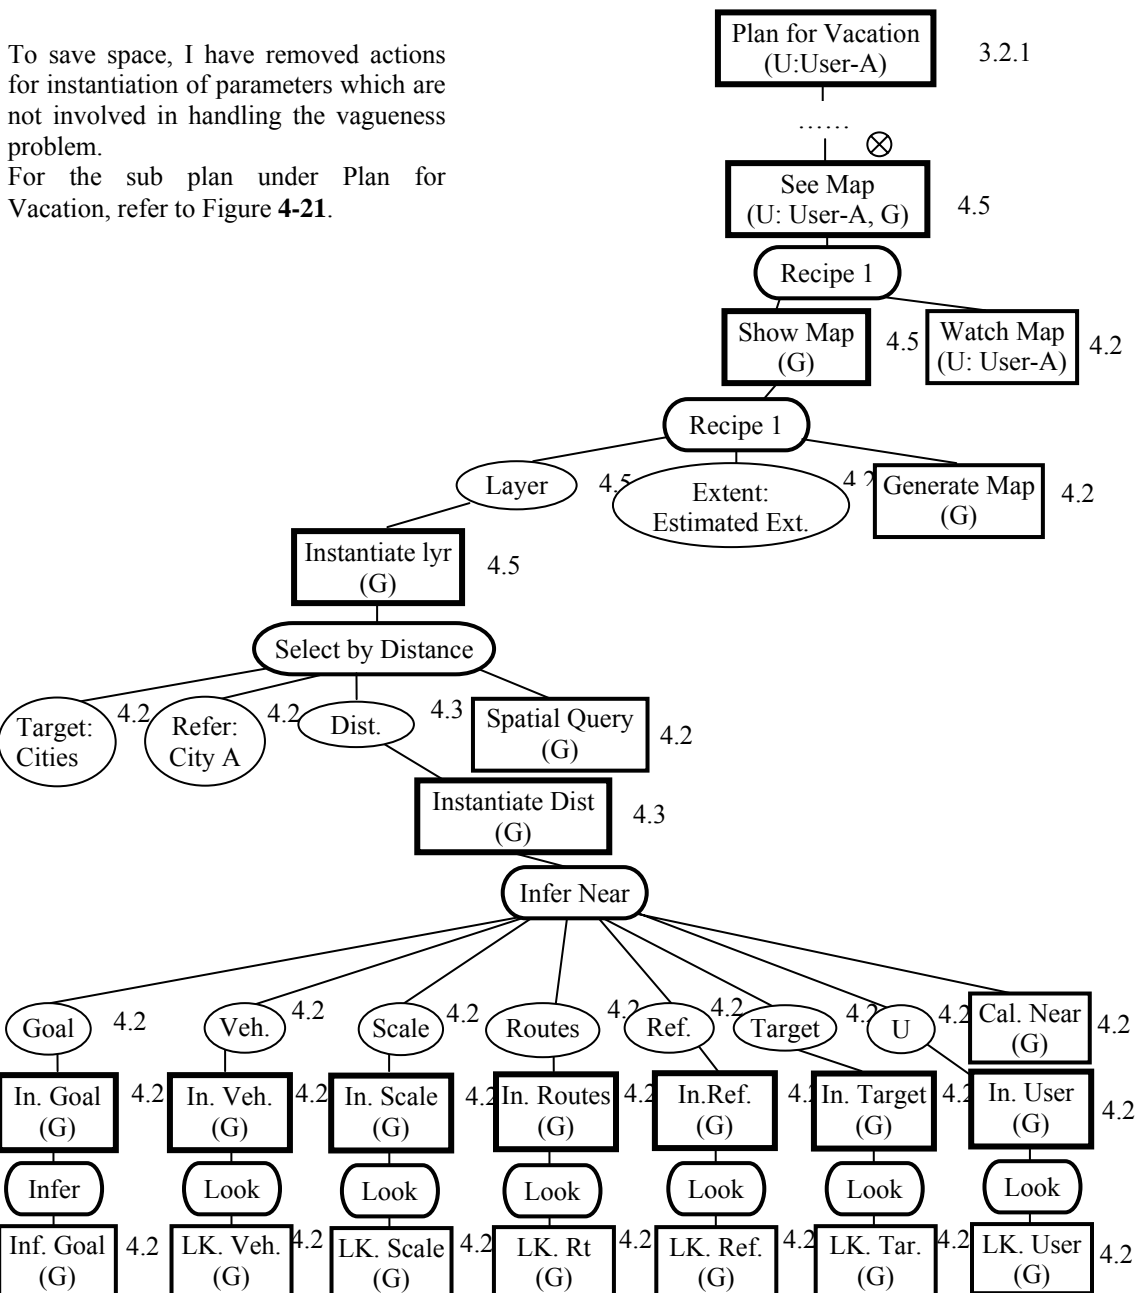 To save space, I have removed actions
for instantiation of parameters which are
not involved in handling the vagueness
problem.
For the sub plan under Plan for
Vacation, refer to Figure 4-21.
Plan for Vacation
(U:User-A)
3.2.1
......
See Map
(U: User-A, G)
4.5
Recipe 1
Show Map
(G)
4.5
Watch Map
(U: User-A)
4.2
Recipe 1
Layer
4.5
Extent:
Estimated Ext.
4.2
Generate Map
(G)
4.2
Instantiate lyr
(G)
4.5
Select by Distance
Target:
Cities
4.2
Refer:
City A
4.2
Dist.
4.3
Spatial Query
(G)
4.2
Instantiate Dist
(G)
4.3
Infer Near
Goal
4.2
Veh.
4.2
Scale
4.2
Routes
4.2
Ref.
4.2
Target
4.2
U
4.2
Cal. Near
(G)
4.2
In. Goal
(G)
4.2
In. Veh.
(G)
4.2
In. Scale
(G)
4.2
In. Routes
(G)
4.2
In.Ref.
(G)
4.2
In. Target
(G)
4.2
In. User
(G)
4.2
Infer
Look
Look
Look
Look
Look
Look
Inf. Goal
(G)
4.2
LK. Veh.
(G)
4.2
LK. Scale
(G)
4.2
LK. Rt
(G)
4.2
LK. Ref.
(G)
4.2
LK. Tar.
(G)
4.2
LK. User
(G)
4.2